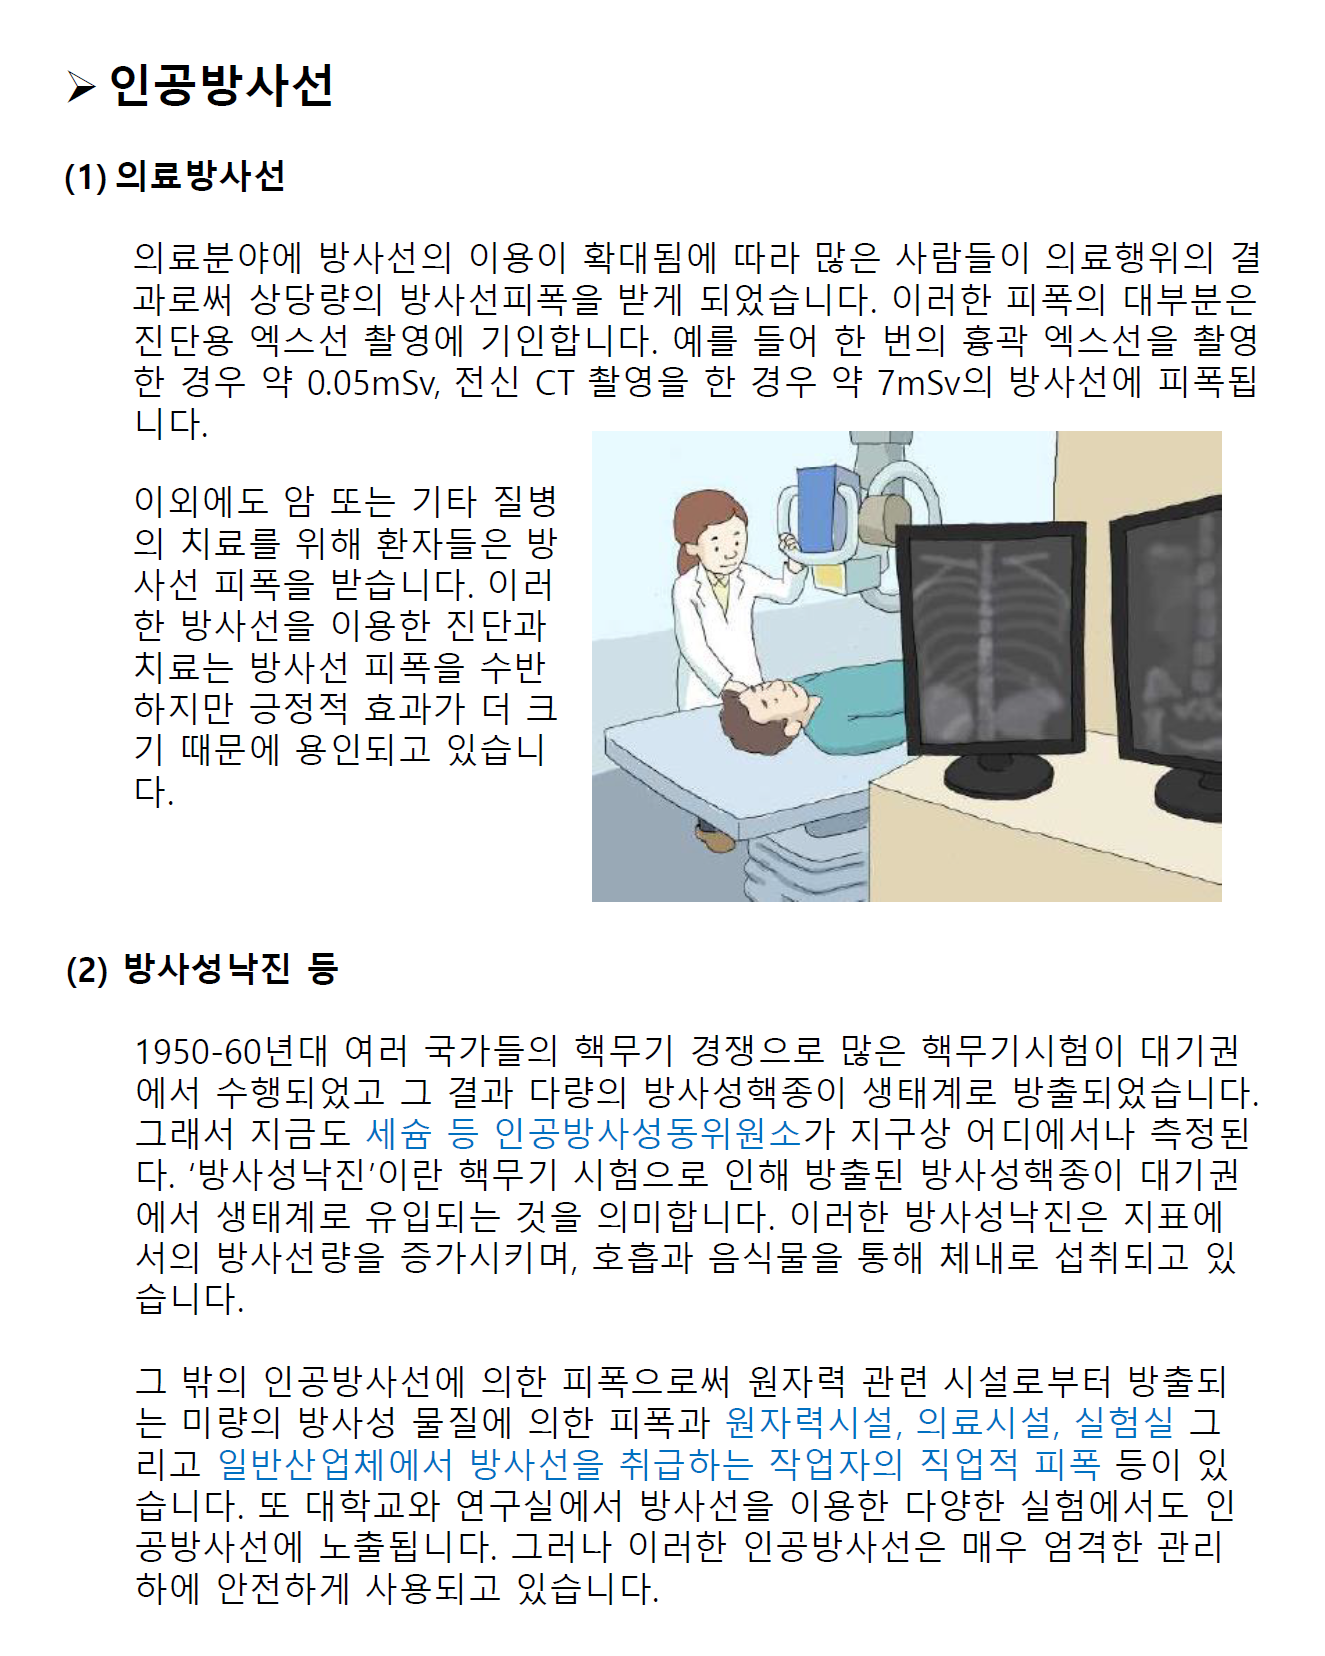 ➢ 인공방사선
(1) 의료방사선
의료분야에 방사선의 이용이 확대됨에 따라 많은 사람들이 의료행위의 결
과로써 상당량의 방사선피폭을 받게 되었습니다. 이러한 피폭의 대부분은
진단용 엑스선 촬영에 기인합니다. 예를 들어 한 번의 흉곽 엑스선을 촬영
한 경우 약 0.05mSv, 전신 CT 촬영을 한 경우 약 7mSv의 방사선에 피폭됩
니다.
이외에도 암 또는 기타 질병
의 치료를 위해 환자들은 방
사선 피폭을 받습니다. 이러
한 방사선을 이용한 진단과
치료는 방사선 피폭을 수반
하지만 긍정적 효과가 더 크
기 때문에 용인되고 있습니
다.
(2) 방사성낙진 등
1950-60년대 여러 국가들의 핵무기 경쟁으로 많은 핵무기시험이 대기권
에서 수행되었고 그 결과 다량의 방사성핵종이 생태계로 방출되었습니다.
그래서 지금도 세슘 등 인공방사성동위원소가 지구상 어디에서나 측정된
다. ‘방사성낙진’이란 핵무기 시험으로 인해 방출된 방사성핵종이 대기권
에서 생태계로 유입되는 것을 의미합니다. 이러한 방사성낙진은 지표에
서의 방사선량을 증가시키며, 호흡과 음식물을 통해 체내로 섭취되고 있
습니다.
그 밖의 인공방사선에 의한 피폭으로써 원자력 관련 시설로부터 방출되
는 미량의 방사성 물질에 의한 피폭과 원자력시설, 의료시설, 실험실 그
리고 일반산업체에서 방사선을 취급하는 작업자의 직업적 피폭 등이 있
습니다. 또 대학교와 연구실에서 방사선을 이용한 다양한 실험에서도 인
공방사선에 노출됩니다. 그러나 이러한 인공방사선은 매우 엄격한 관리
하에 안전하게 사용되고 있습니다.